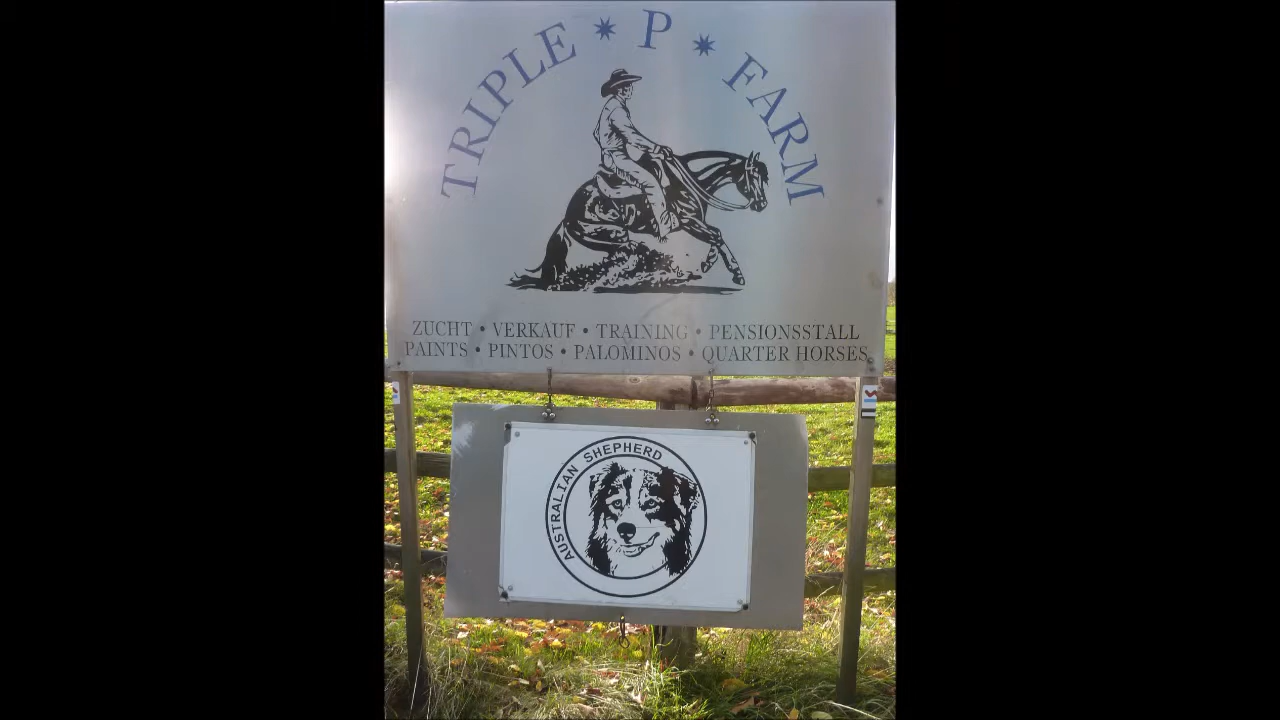 TRIPLE * P * FARM
ZUCHT • VERKAUF • TRAINING • PENSIONSSTALL
PAINTS • PINTOS • PALOMINOS • QUARTER HORSES
AUSTRALIAN SHEPHERD